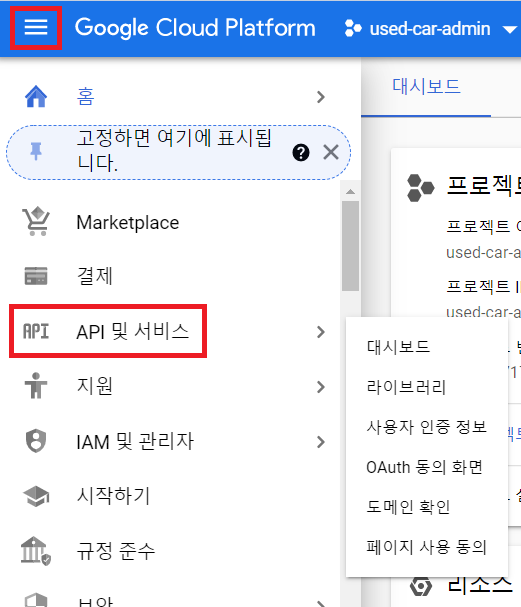 Google Cloud Platform
used-car-admin
홈
고정하면 여기에 표시됩
니다.
Marketplace
결제
API API 및 서비스
지원
IAM 및 관리자
시작하기
규정 준수
보안
대시보드
라이브러리
사용자 인증 정보
OAuth 동의 화면
도메인 확인
페이지 사용 동의
대시보드
프로젝트
프로젝트
used-car-a
프로젝트 I
used-car-a
리소스